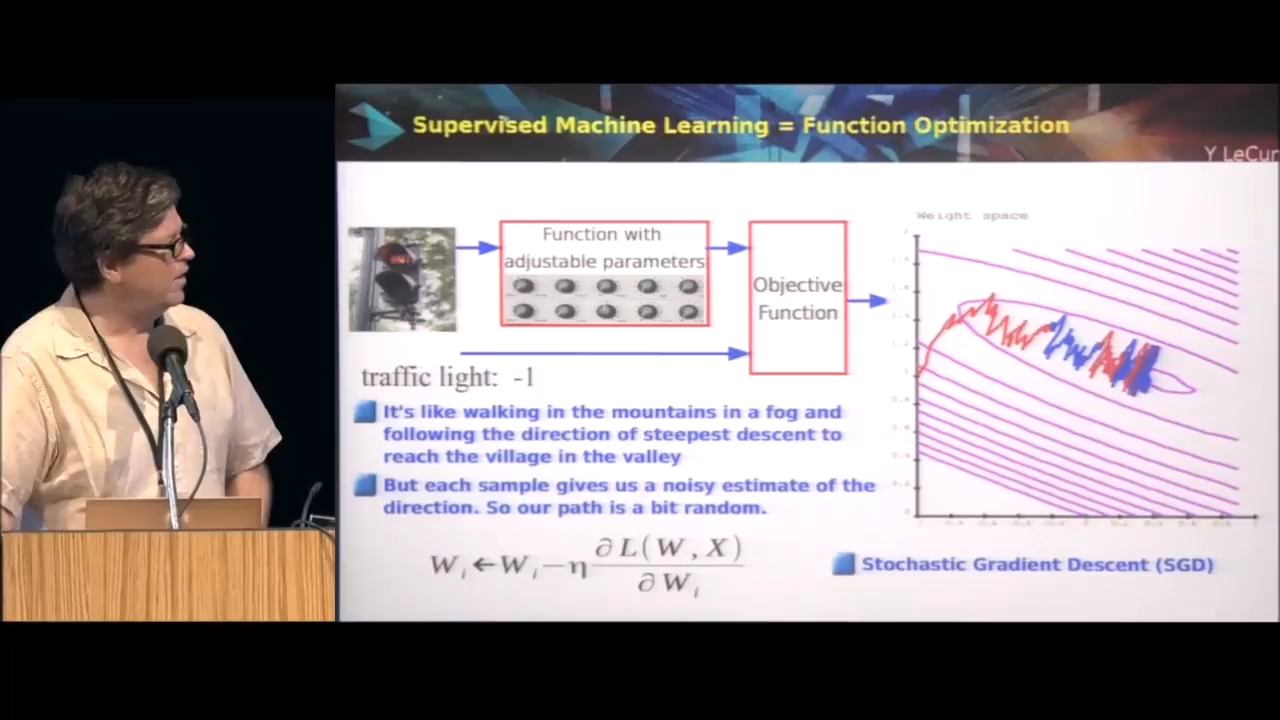 Supervised Machine Learning = Function Optimization
Y LeCun
Weight space
Function with
adjustable parameters
Objective
Function
traffic light: -1
It's like walking in the mountains in a fog and
following the direction of steepest descent to
reach the village in the valley
But each sample gives us a noisy estimate of the
direction. So our path is a bit random.
W_i ← W_i − η ∂L(W, X) / ∂W_i
Stochastic Gradient Descent (SGD)